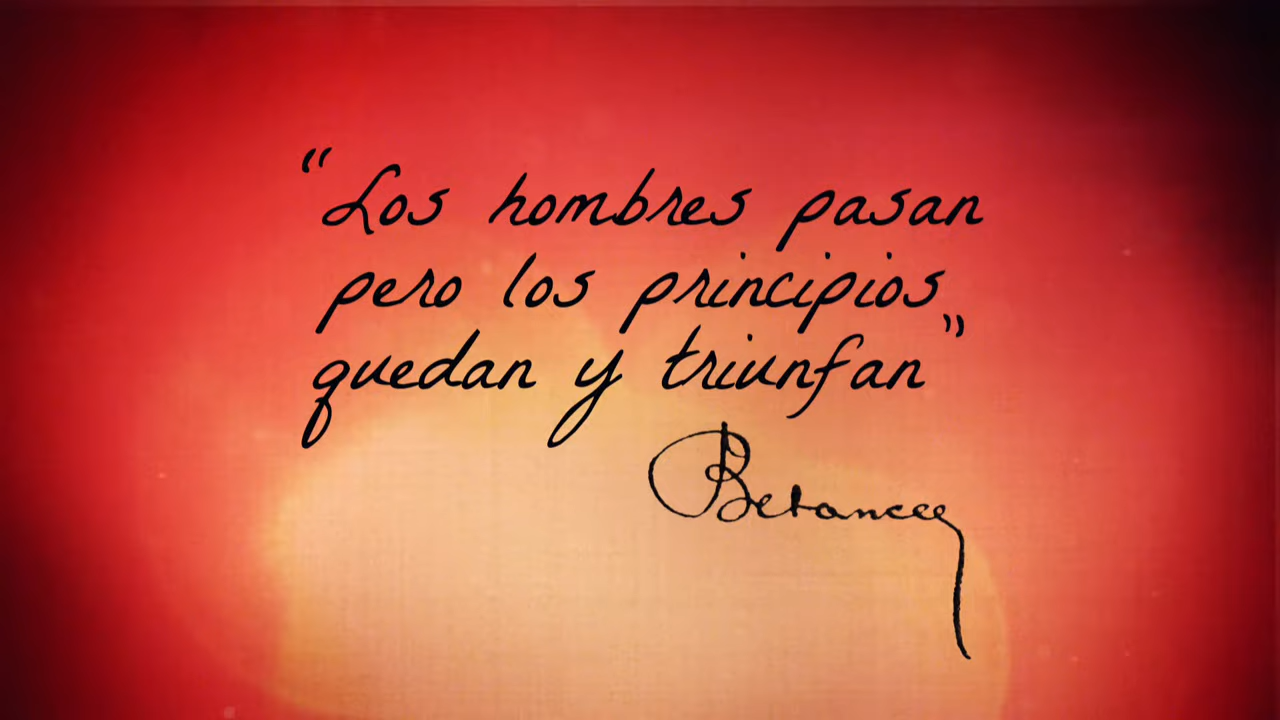 “Los hombres pasan
pero los principios
quedan y triunfan”
Betances